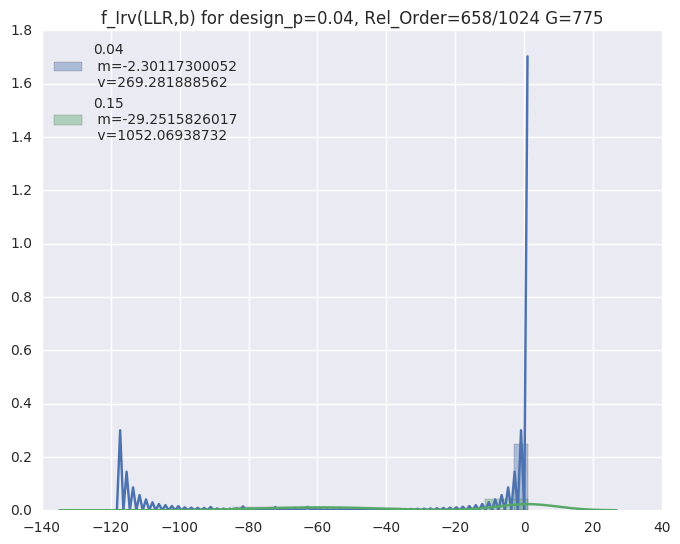 f_Irv(LLR,b) for design_p=0.04, Rel_Order=658/1024 G=775
0.04
m=-2.30117300052
v=269.281888562
0.15
m=-29.2515826017
v=1052.06938732
1.8
1.6
1.4
1.2
1.0
0.8
0.6
0.4
0.2
0.0
−140 −120 −100 −80 −60 −40 −20 0 20 40